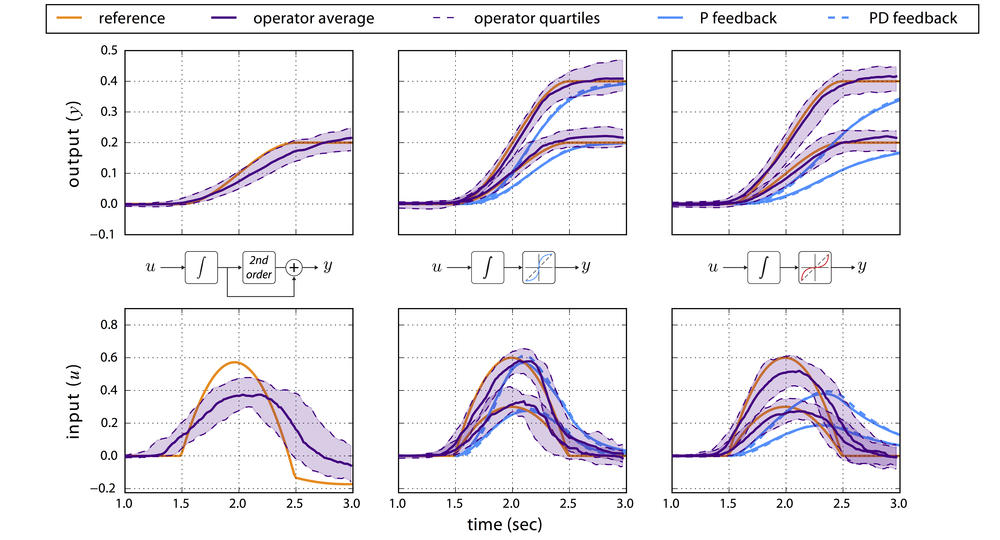 reference operator average operator quartiles P feedback PD feedback
output (y)
0.5
0.4
0.3
0.2
0.1
0.0
−0.1
u ∫ 2nd order + y
u ∫ y
u ∫ y
input (u)
0.8
0.6
0.4
0.2
0.0
−0.2
1.0 1.5 2.0 2.5 3.0 1.0 1.5 2.0 2.5 3.0 1.0 1.5 2.0 2.5 3.0
time (sec)